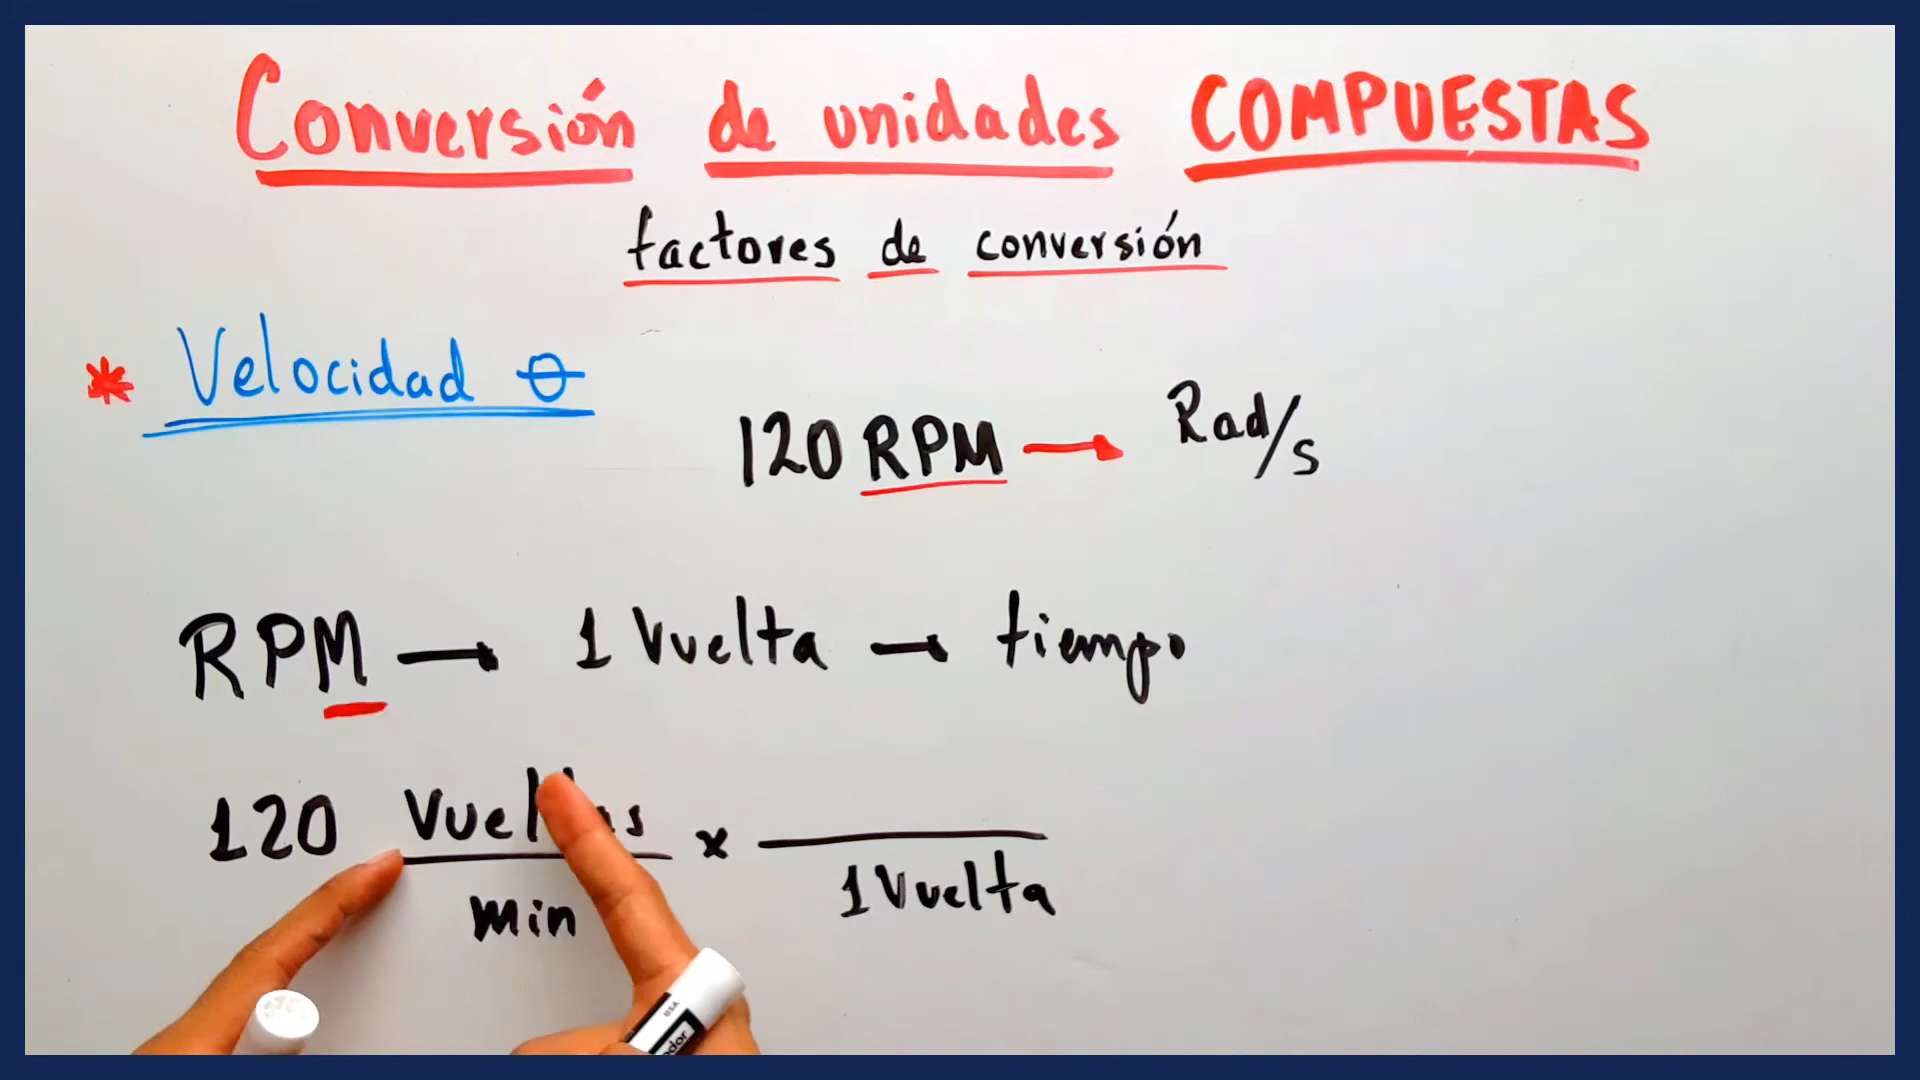 Conversión de unidades COMPUESTAS
factores de conversión
* Velocidad θ
120 RPM → Rad/s
RPM → 1 Vuelta → tiempo
120 x
min 1 Vuelta
USA